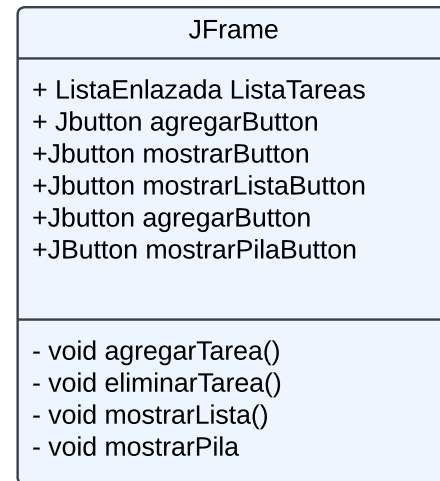 JFrame
+ ListaEnlazada ListaTareas
+ Jbutton agregarButton
+Jbutton mostrarButton
+Jbutton mostrarListaButton
+Jbutton agregarButton
+JButton mostrarPilaButton
- void agregarTarea()
- void eliminarTarea()
- void mostrarLista()
- void mostrarPila